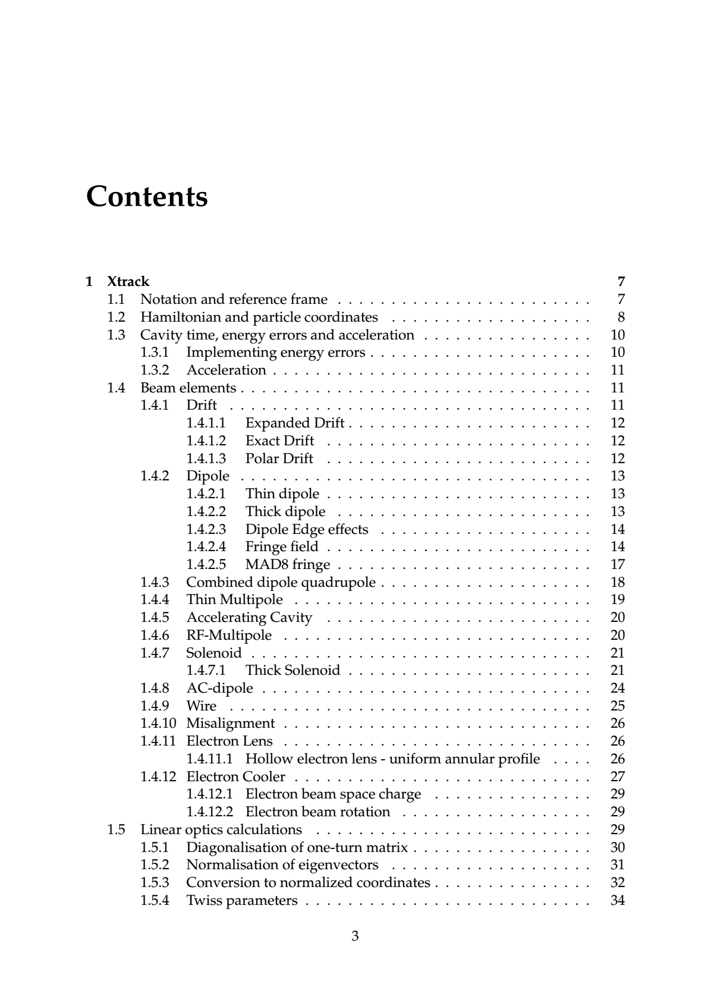 Contents
1 Xtrack 7
1.1 Notation and reference frame . . . . . . . . . . . . . . . . . . . . . . . . 7
1.2 Hamiltonian and particle coordinates . . . . . . . . . . . . . . . . . . . 8
1.3 Cavity time, energy errors and acceleration . . . . . . . . . . . . . . . . 10
1.3.1 Implementing energy errors . . . . . . . . . . . . . . . . . . . . . 10
1.3.2 Acceleration . . . . . . . . . . . . . . . . . . . . . . . . . . . . . . 11
1.4 Beam elements . . . . . . . . . . . . . . . . . . . . . . . . . . . . . . . . . 11
1.4.1 Drift . . . . . . . . . . . . . . . . . . . . . . . . . . . . . . . . . . 11
1.4.1.1 Expanded Drift . . . . . . . . . . . . . . . . . . . . . . . 12
1.4.1.2 Exact Drift . . . . . . . . . . . . . . . . . . . . . . . . . 12
1.4.1.3 Polar Drift . . . . . . . . . . . . . . . . . . . . . . . . . 12
1.4.2 Dipole . . . . . . . . . . . . . . . . . . . . . . . . . . . . . . . . . 13
1.4.2.1 Thin dipole . . . . . . . . . . . . . . . . . . . . . . . . . 13
1.4.2.2 Thick dipole . . . . . . . . . . . . . . . . . . . . . . . . 13
1.4.2.3 Dipole Edge effects . . . . . . . . . . . . . . . . . . . . 14
1.4.2.4 Fringe field . . . . . . . . . . . . . . . . . . . . . . . . . 14
1.4.2.5 MAD8 fringe . . . . . . . . . . . . . . . . . . . . . . . . 17
1.4.3 Combined dipole quadrupole . . . . . . . . . . . . . . . . . . . . 18
1.4.4 Thin Multipole . . . . . . . . . . . . . . . . . . . . . . . . . . . . 19
1.4.5 Accelerating Cavity . . . . . . . . . . . . . . . . . . . . . . . . . 20
1.4.6 RF-Multipole . . . . . . . . . . . . . . . . . . . . . . . . . . . . . 20
1.4.7 Solenoid . . . . . . . . . . . . . . . . . . . . . . . . . . . . . . . . 21
1.4.7.1 Thick Solenoid . . . . . . . . . . . . . . . . . . . . . . . 21
1.4.8 AC-dipole . . . . . . . . . . . . . . . . . . . . . . . . . . . . . . . 24
1.4.9 Wire . . . . . . . . . . . . . . . . . . . . . . . . . . . . . . . . . . 25
1.4.10 Misalignment . . . . . . . . . . . . . . . . . . . . . . . . . . . . . 26
1.4.11 Electron Lens . . . . . . . . . . . . . . . . . . . . . . . . . . . . . 26
1.4.11.1 Hollow electron lens - uniform annular profile . . . . 26
1.4.12 Electron Cooler . . . . . . . . . . . . . . . . . . . . . . . . . . . . 27
1.4.12.1 Electron beam space charge . . . . . . . . . . . . . . . 29
1.4.12.2 Electron beam rotation . . . . . . . . . . . . . . . . . . 29
1.5 Linear optics calculations . . . . . . . . . . . . . . . . . . . . . . . . . . 29
1.5.1 Diagonalisation of one-turn matrix . . . . . . . . . . . . . . . . . 30
1.5.2 Normalisation of eigenvectors . . . . . . . . . . . . . . . . . . . 31
1.5.3 Conversion to normalized coordinates . . . . . . . . . . . . . . . 32
1.5.4 Twiss parameters . . . . . . . . . . . . . . . . . . . . . . . . . . . 34
3